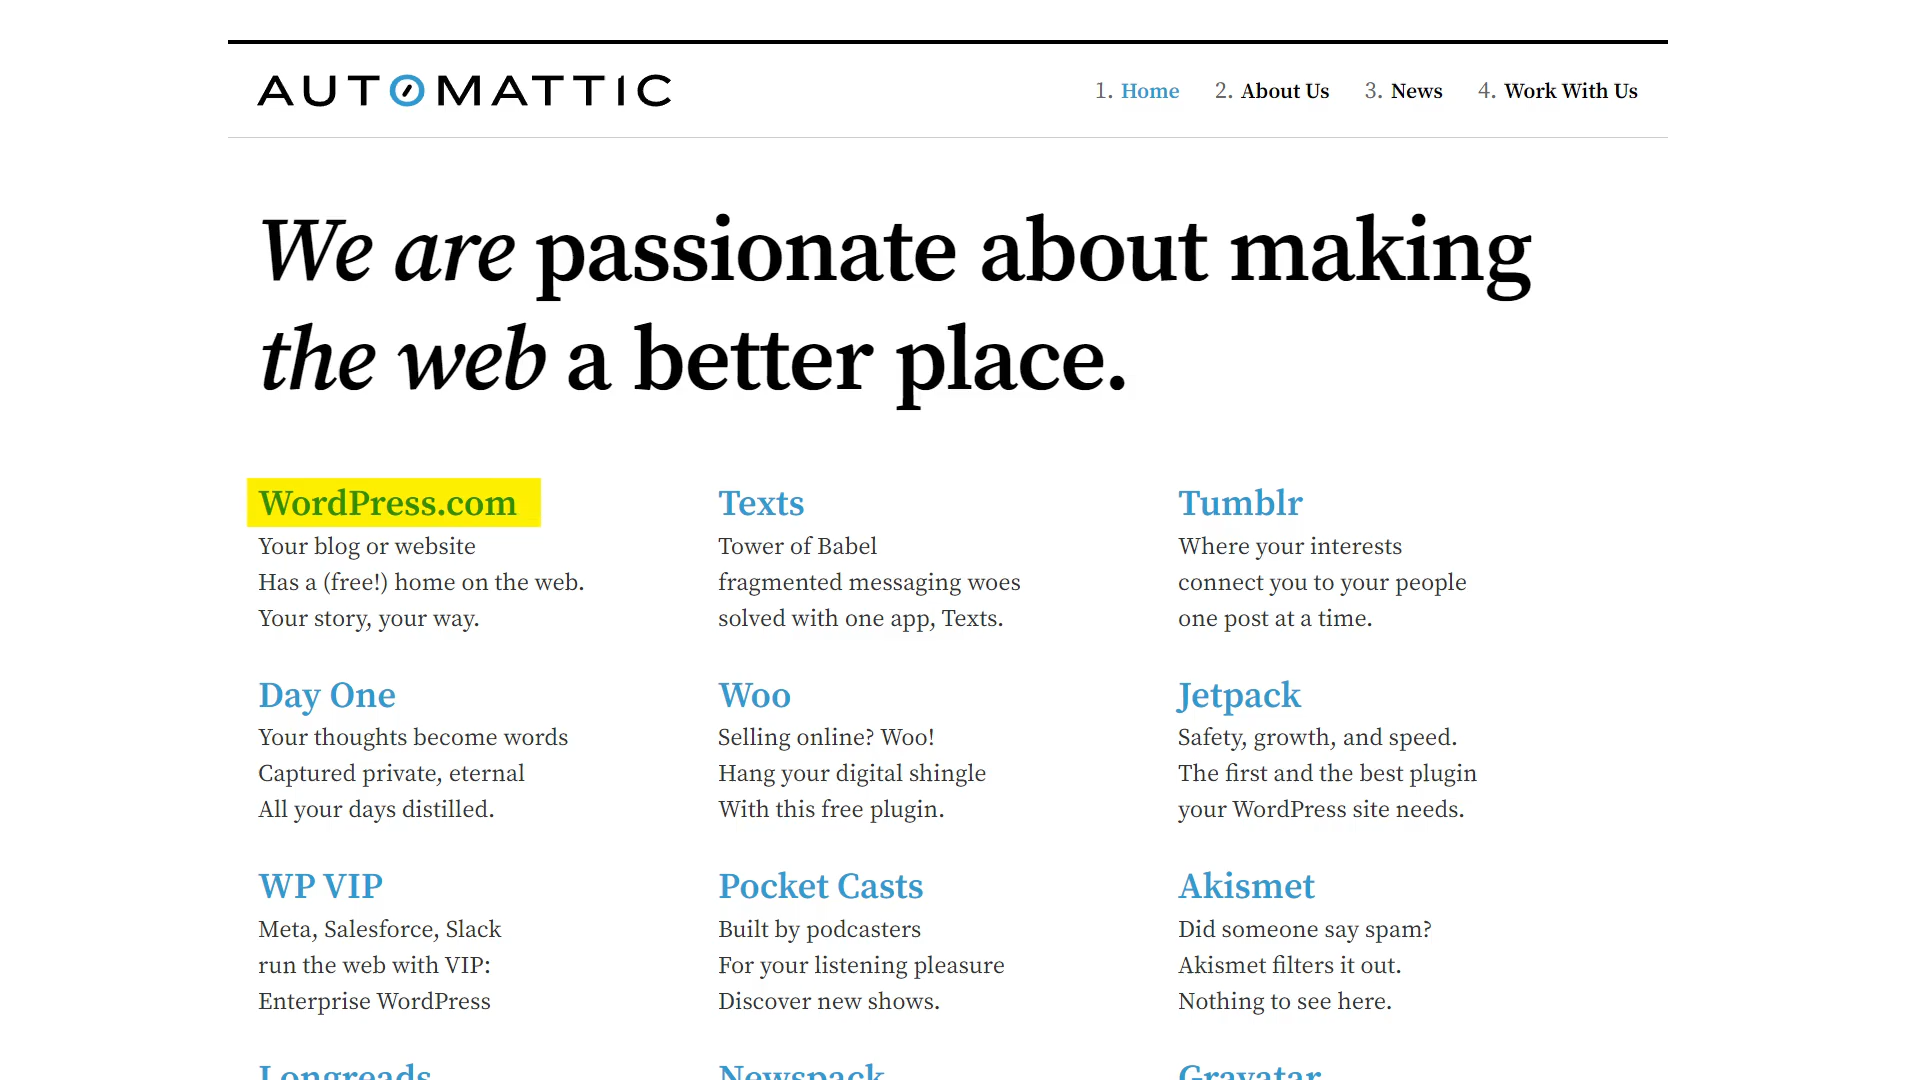 AUTOMATTIC
1. Home 2. About Us 3. News 4. Work With Us
We are passionate about making
the web a better place.
WordPress.com
Your blog or website
Has a (free!) home on the web.
Your story, your way.
Texts
Tower of Babel
fragmented messaging woes
solved with one app, Texts.
Tumblr
Where your interests
connect you to your people
one post at a time.
Day One
Your thoughts become words
Captured private, eternal
All your days distilled.
Woo
Selling online? Woo!
Hang your digital shingle
With this free plugin.
Jetpack
Safety, growth, and speed.
The first and the best plugin
your WordPress site needs.
WP VIP
Meta, Salesforce, Slack
run the web with VIP:
Enterprise WordPress
Pocket Casts
Built by podcasters
For your listening pleasure
Discover new shows.
Akismet
Did someone say spam?
Akismet filters it out.
Nothing to see here.
Longreads
Newspack
Gravatar